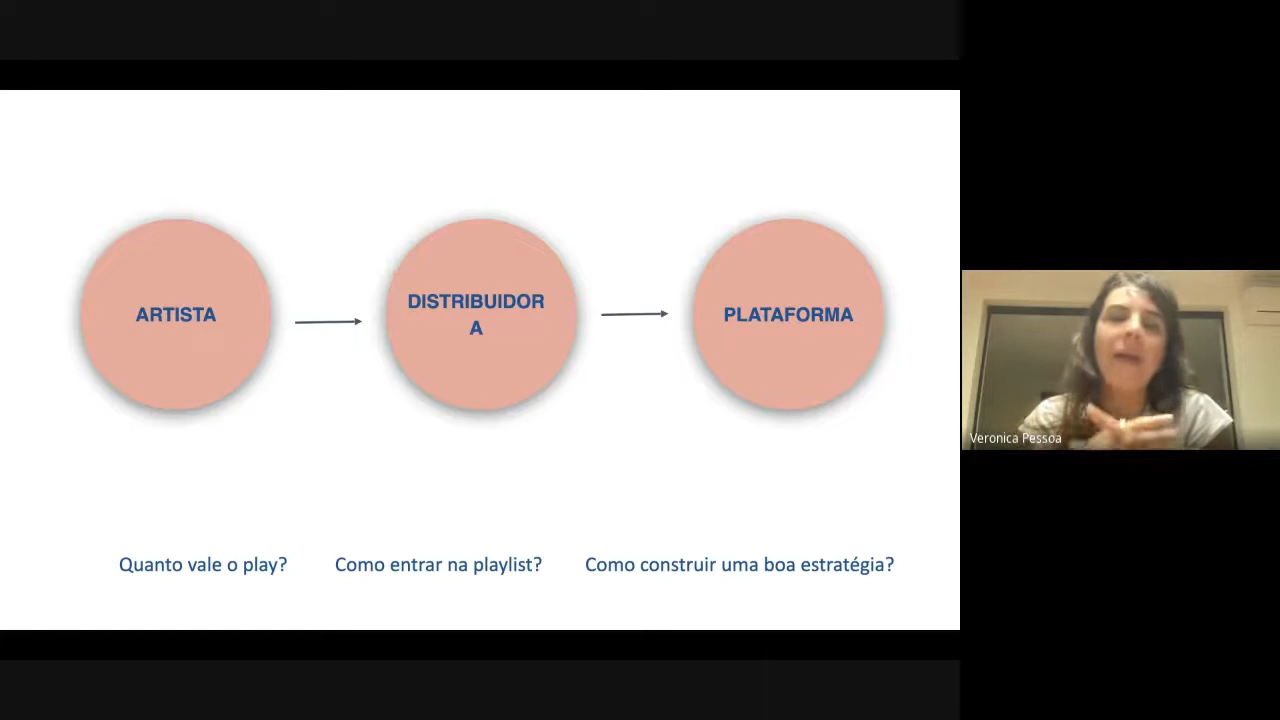 ARTISTA
DISTRIBUIDOR
A
PLATAFORMA
Quanto vale o play?
Como entrar na playlist?
Como construir uma boa estratégia?
Veronica Pessoa